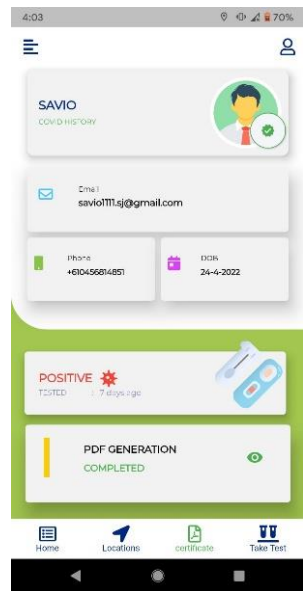 4:03
70%
SAVIO
COVID HISTORY
Email
savio1111.sj@gmail.com
Phone
+610456814851
DOB
24-4-2022
POSITIVE
TESTED : 7 days ago
PDF GENERATION
COMPLETED
Home
Locations
certificate
Take Test